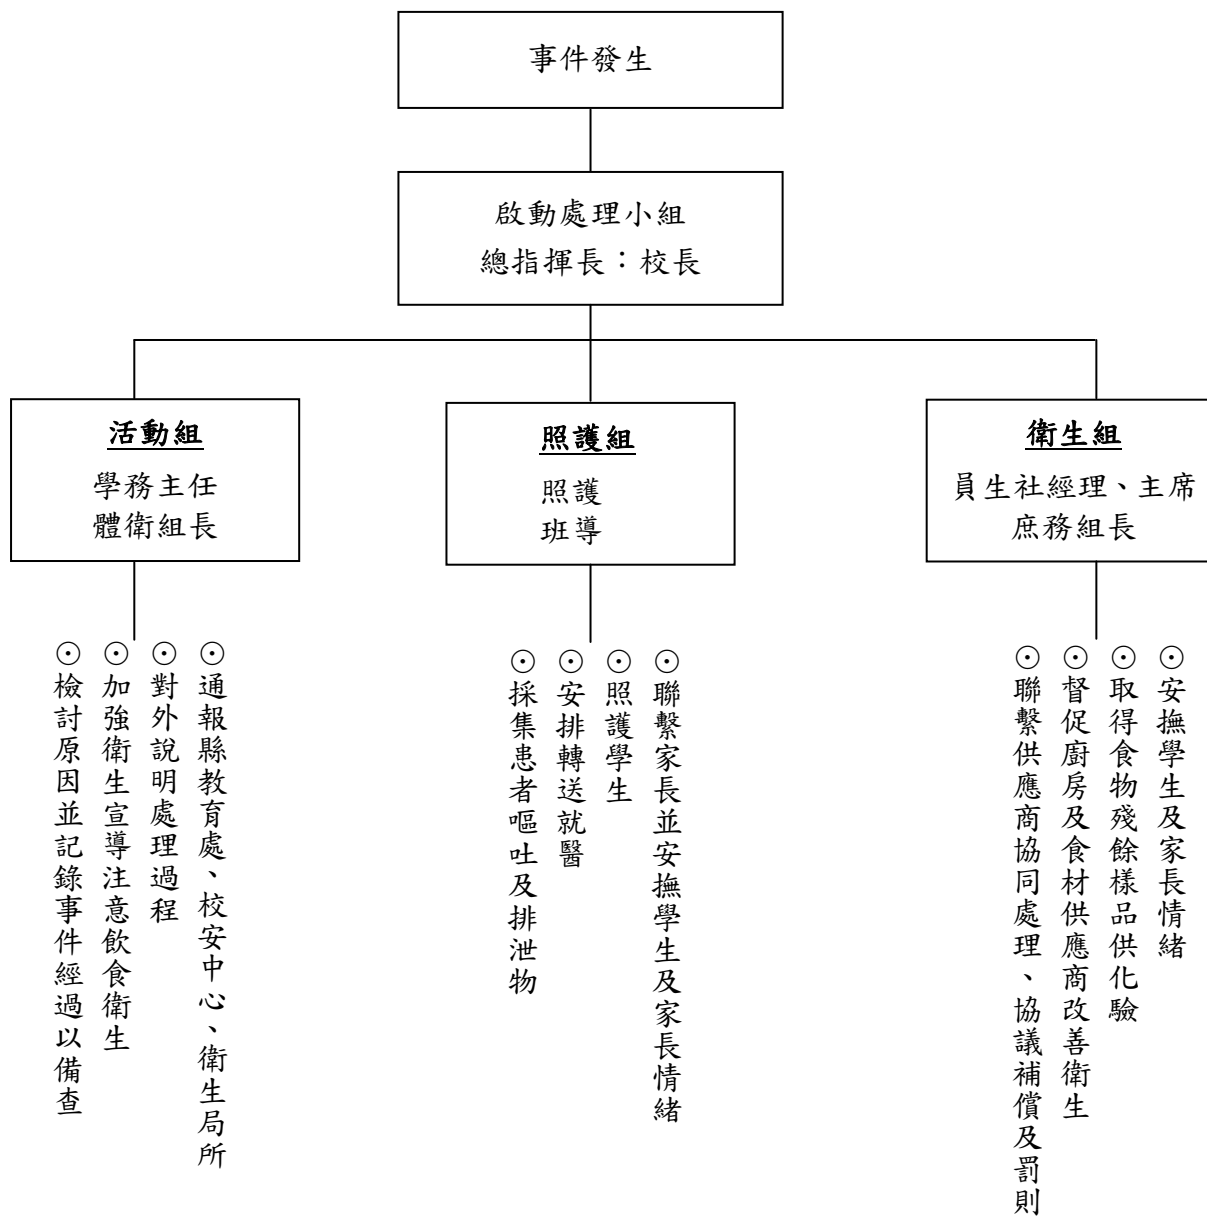 事件發生
啟動處理小組
總指揮長：校長
活動組
學務主任
體衛組長
⊙通報縣教育處、校安中心、衛生局所
⊙對外說明處理過程
⊙加強衛生宣導注意飲食衛生
⊙檢討原因並記錄事件經過以備查
照護組
照護
班導
⊙聯繫家長並安撫學生及家長情緒
⊙照護學生
⊙安排轉送就醫
⊙採集患者嘔吐及排泄物
衛生組
員生社經理、主席
庶務組長
⊙安撫學生及家長情緒
⊙取得食物殘餘樣品供化驗
⊙督促廚房及食材供應商改善衛生
⊙聯繫供應商協同處理、協議補償及罰則